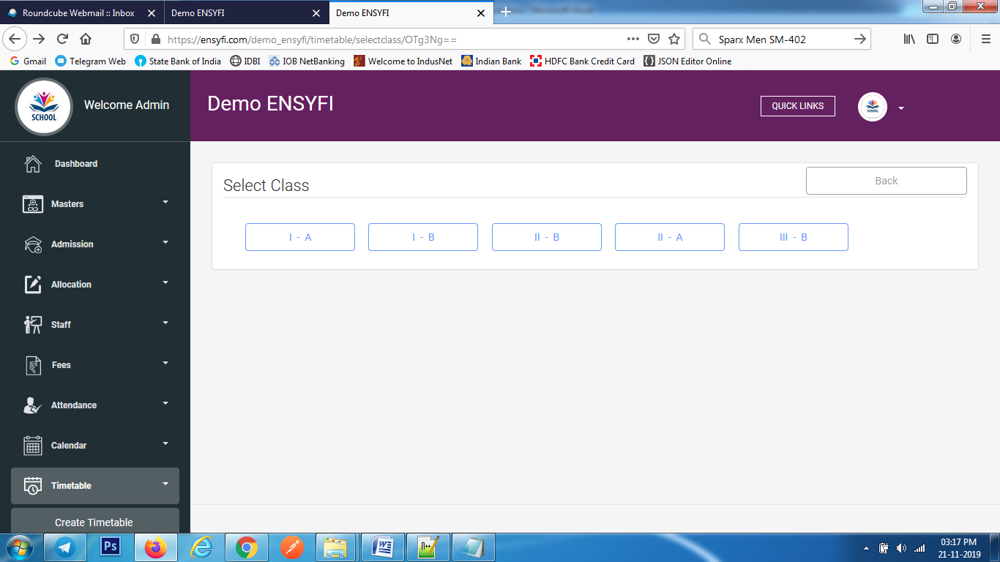 Roundcube Webmail :: Inbox
Demo ENSYFI
Demo ENSYFI
https://ensyfi.com/demo_ensyfi/timetable/selectclass/OTg3Ng==
Sparx Men SM-402
Gmail
Telegram Web
State Bank of India
IDBI
IOB NetBanking
Welcome to IndusNet
Indian Bank
HDFC Bank Credit Card
JSON Editor Online
SCHOOL
Welcome Admin
Demo ENSYFI
QUICK LINKS
SCHOOL
Dashboard
Masters
Admission
Allocation
Staff
Fees
Attendance
Calendar
Timetable
Create Timetable
Select Class
Back
I - A
I - B
II - B
II - A
III - B
Ps
03:17 PM
21-11-2019